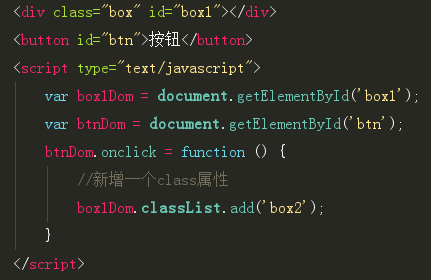 <div class="box" id="box1"></div>
<button id="btn">按钮</button>
<script type="text/javascript">
var box1Dom = document.getElementById('box1');
var btnDom = document.getElementById('btn');
btnDom.onclick = function () {
//新增一个class属性
box1Dom.classList.add('box2');
}
</script>